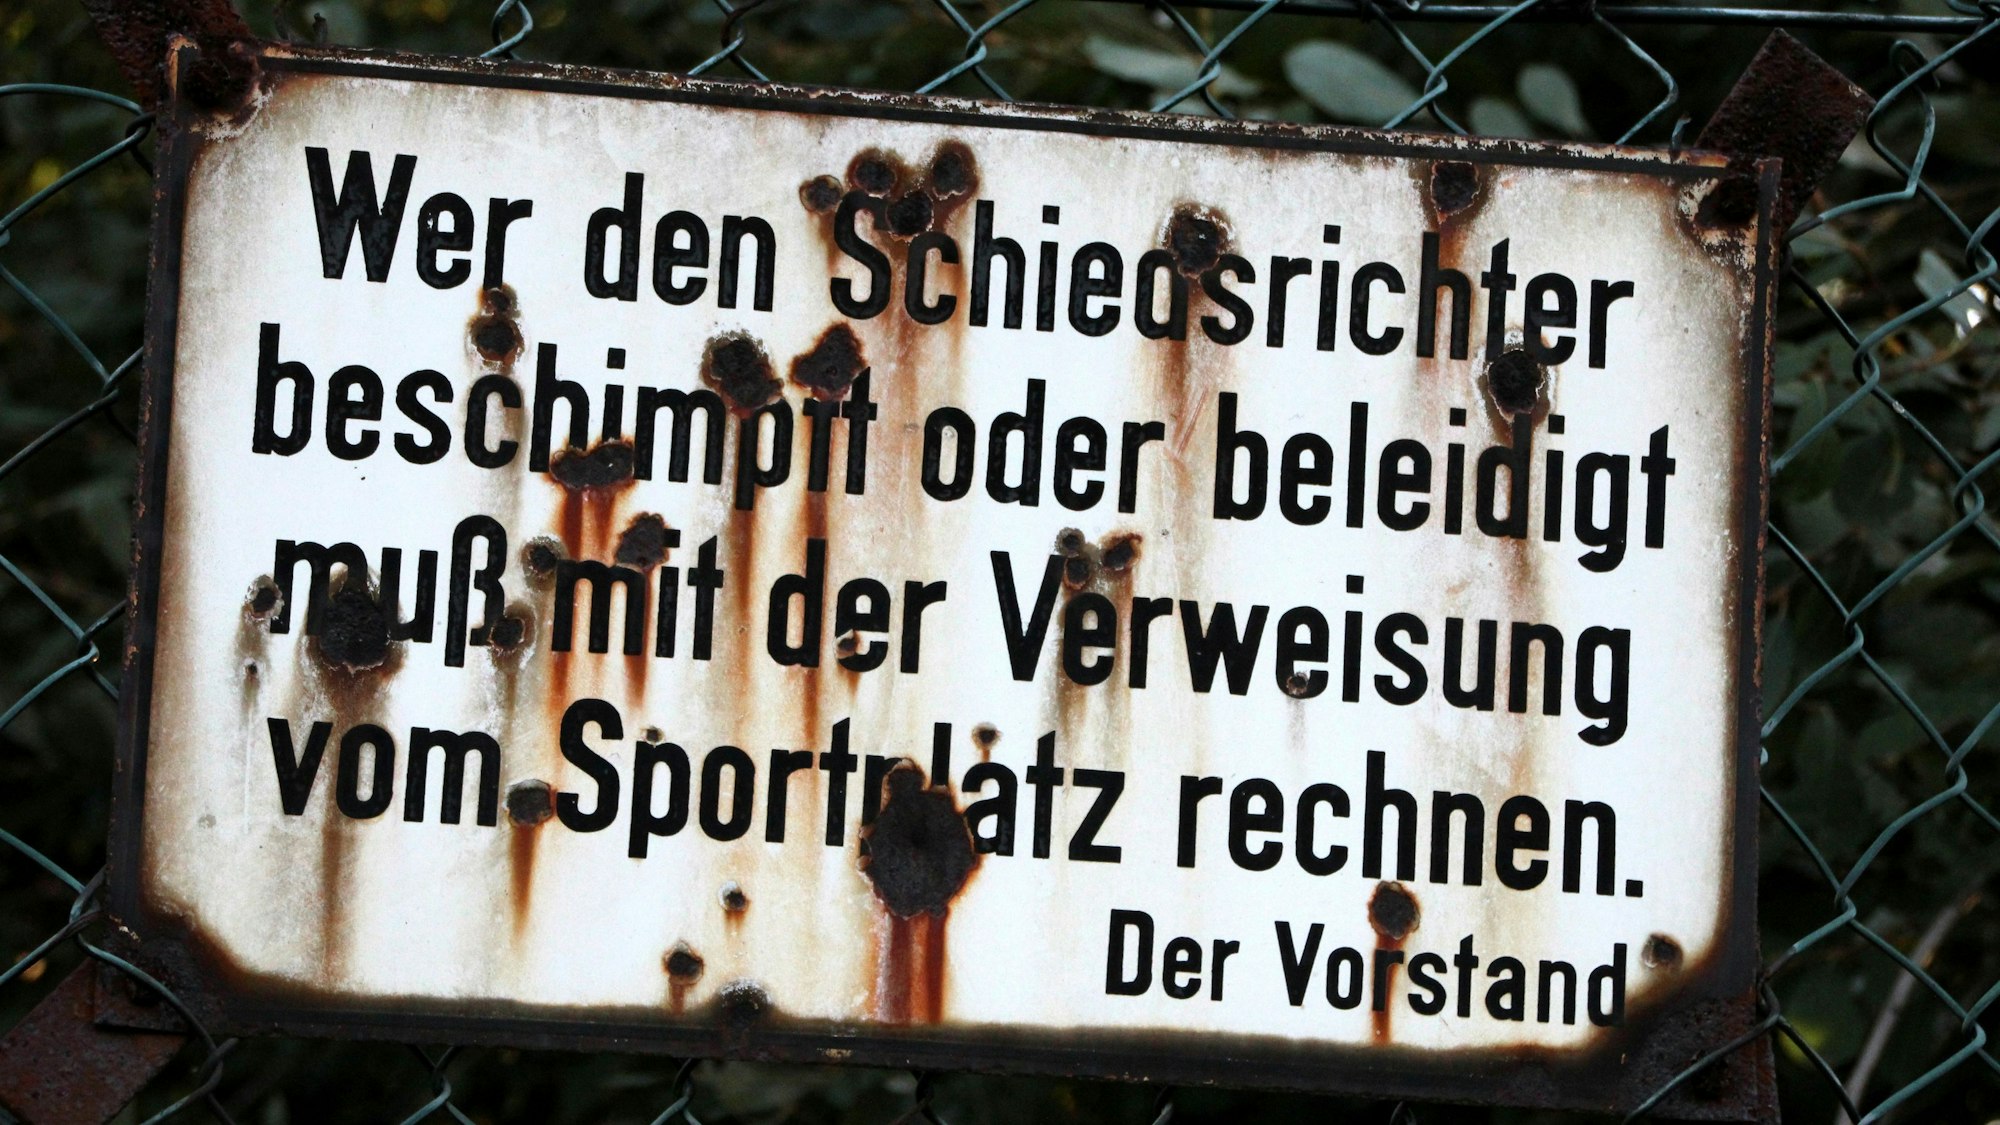 Wer den Schiedsrichter
beschimpft oder beleidigt
muß mit der Verweisung
vom Sportplatz rechnen.
Der Vorstand